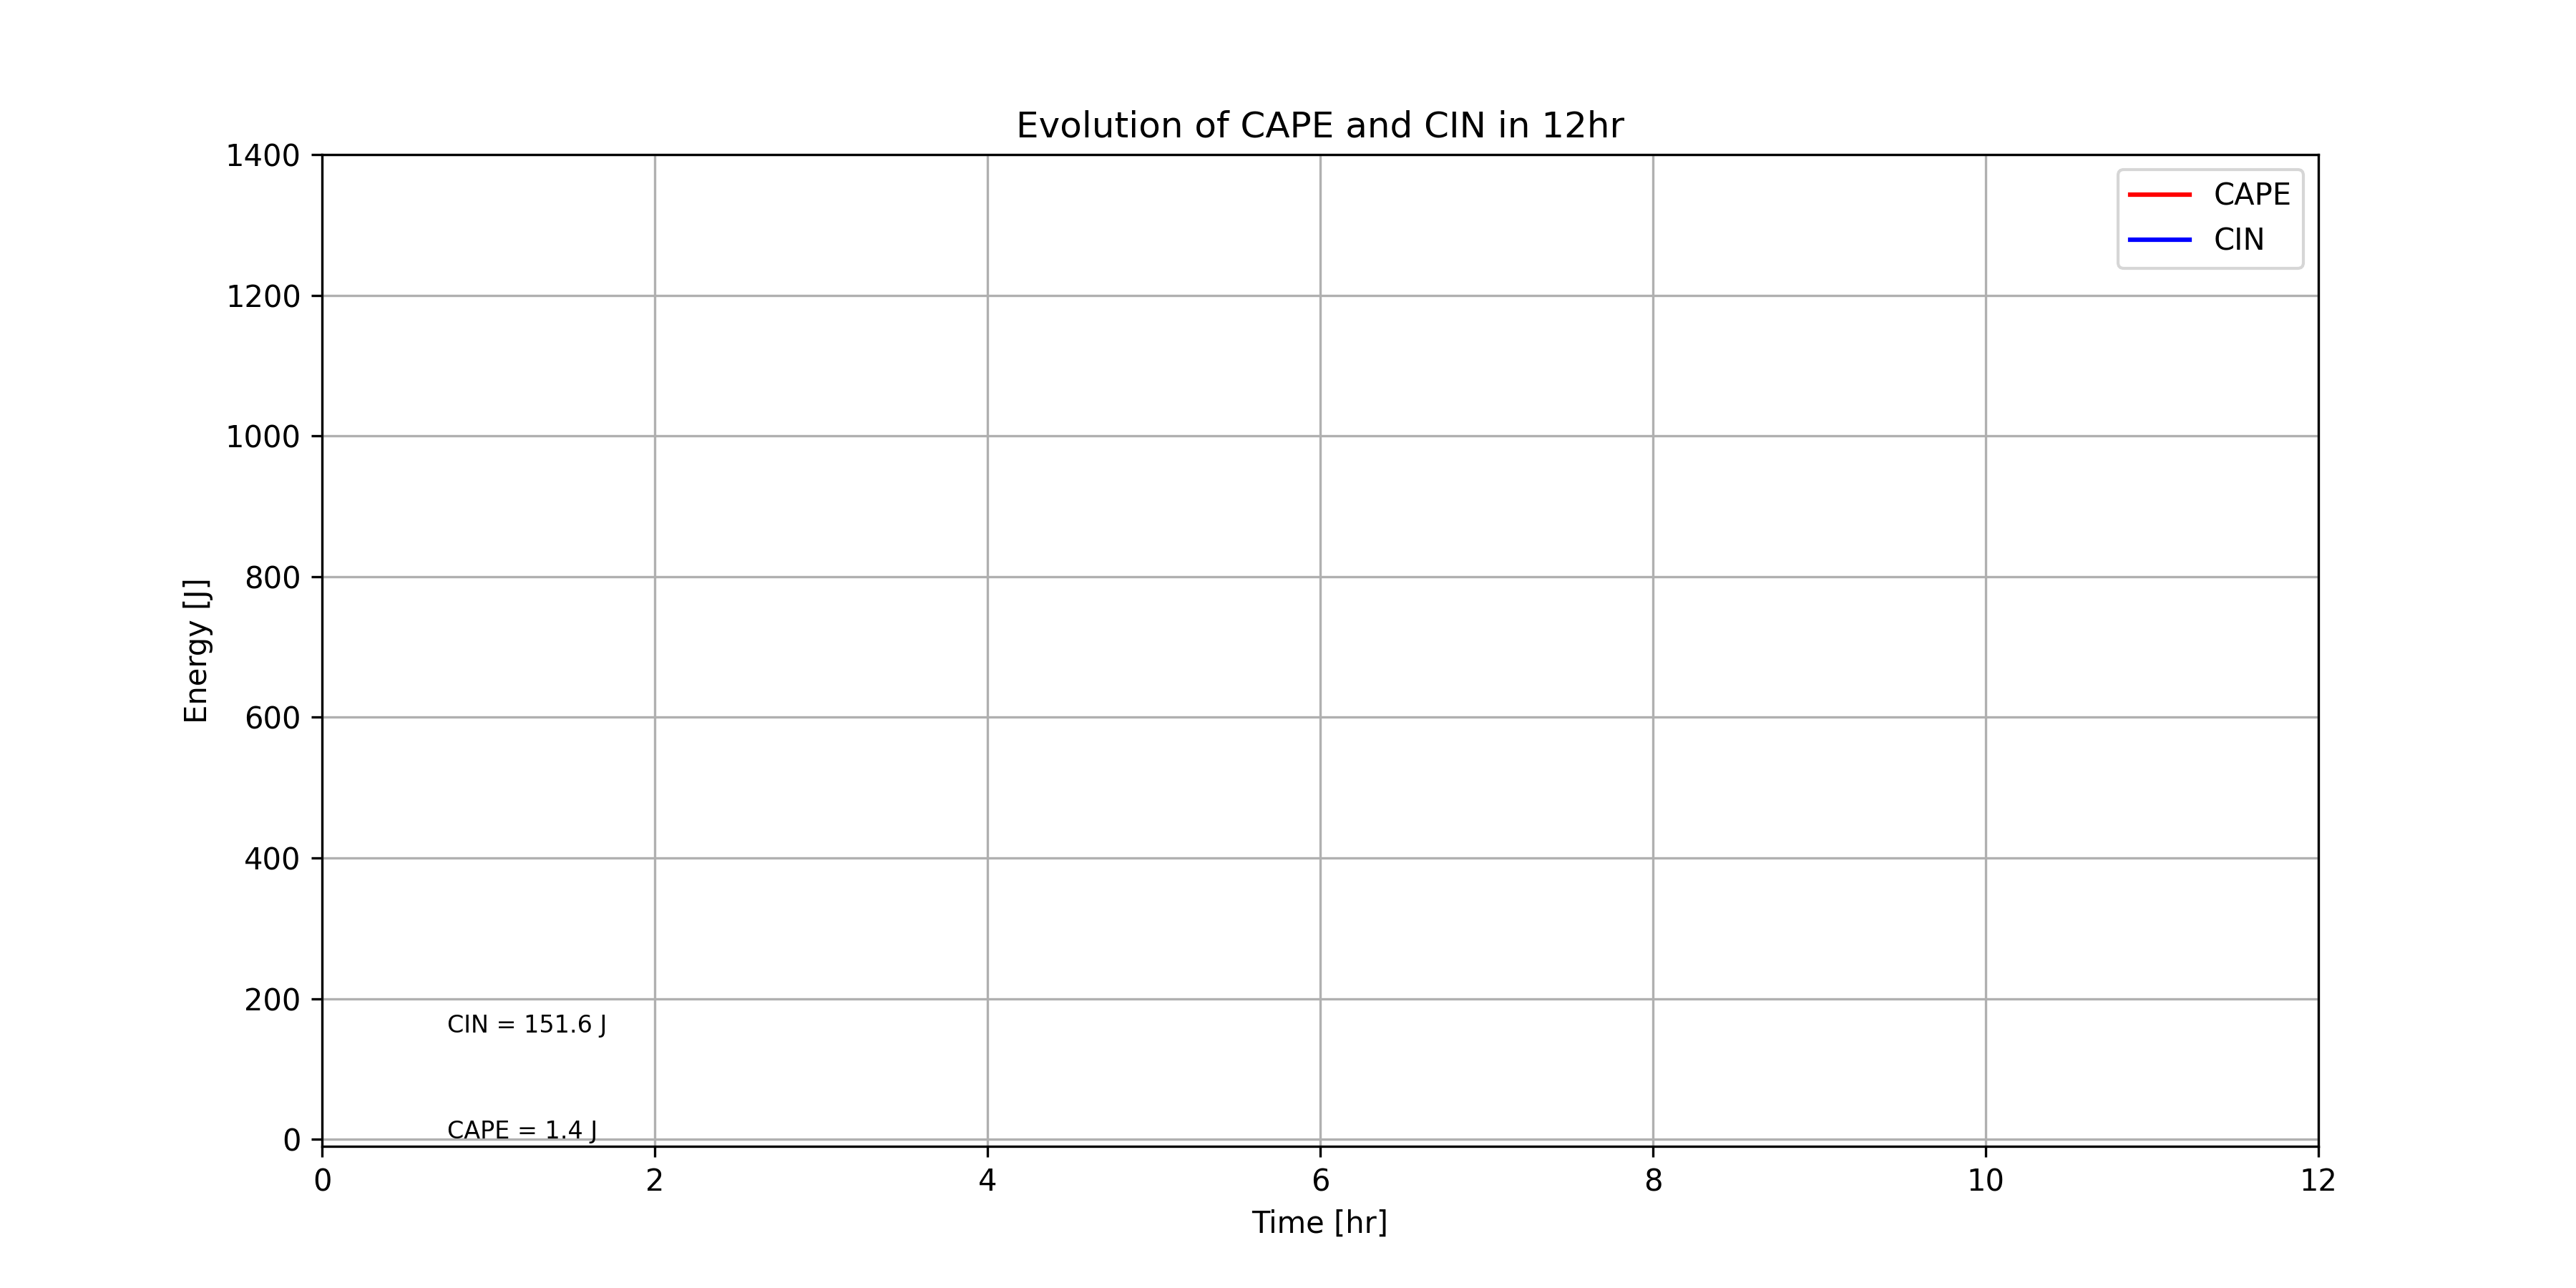 Evolution of CAPE and CIN in 12hr
1400
1200
1000
800
600
400
200
0
Energy [J]
CAPE
CIN
CIN = 151.6 J
CAPE = 1.4 J
0 2 4 6 8 10 12
Time [hr]